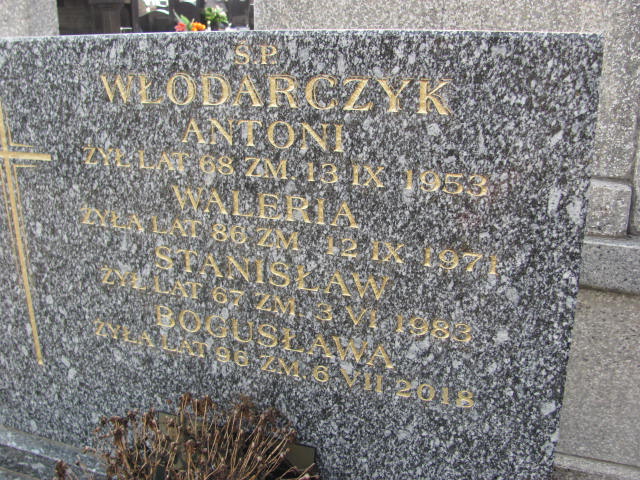 Ś.P.
WŁODARCZYK
ANTONI
ŻYŁ LAT 68 ZM. 13 IX 1953
WALERIA
ŻYŁA LAT 86 ZM. 12 IX 1971
STANISŁAW
ŻYŁ LAT 67 ZM. 3 VI 1983
BOGUSŁAWA
ŻYŁA LAT 96 ZM. 6 VII 2018